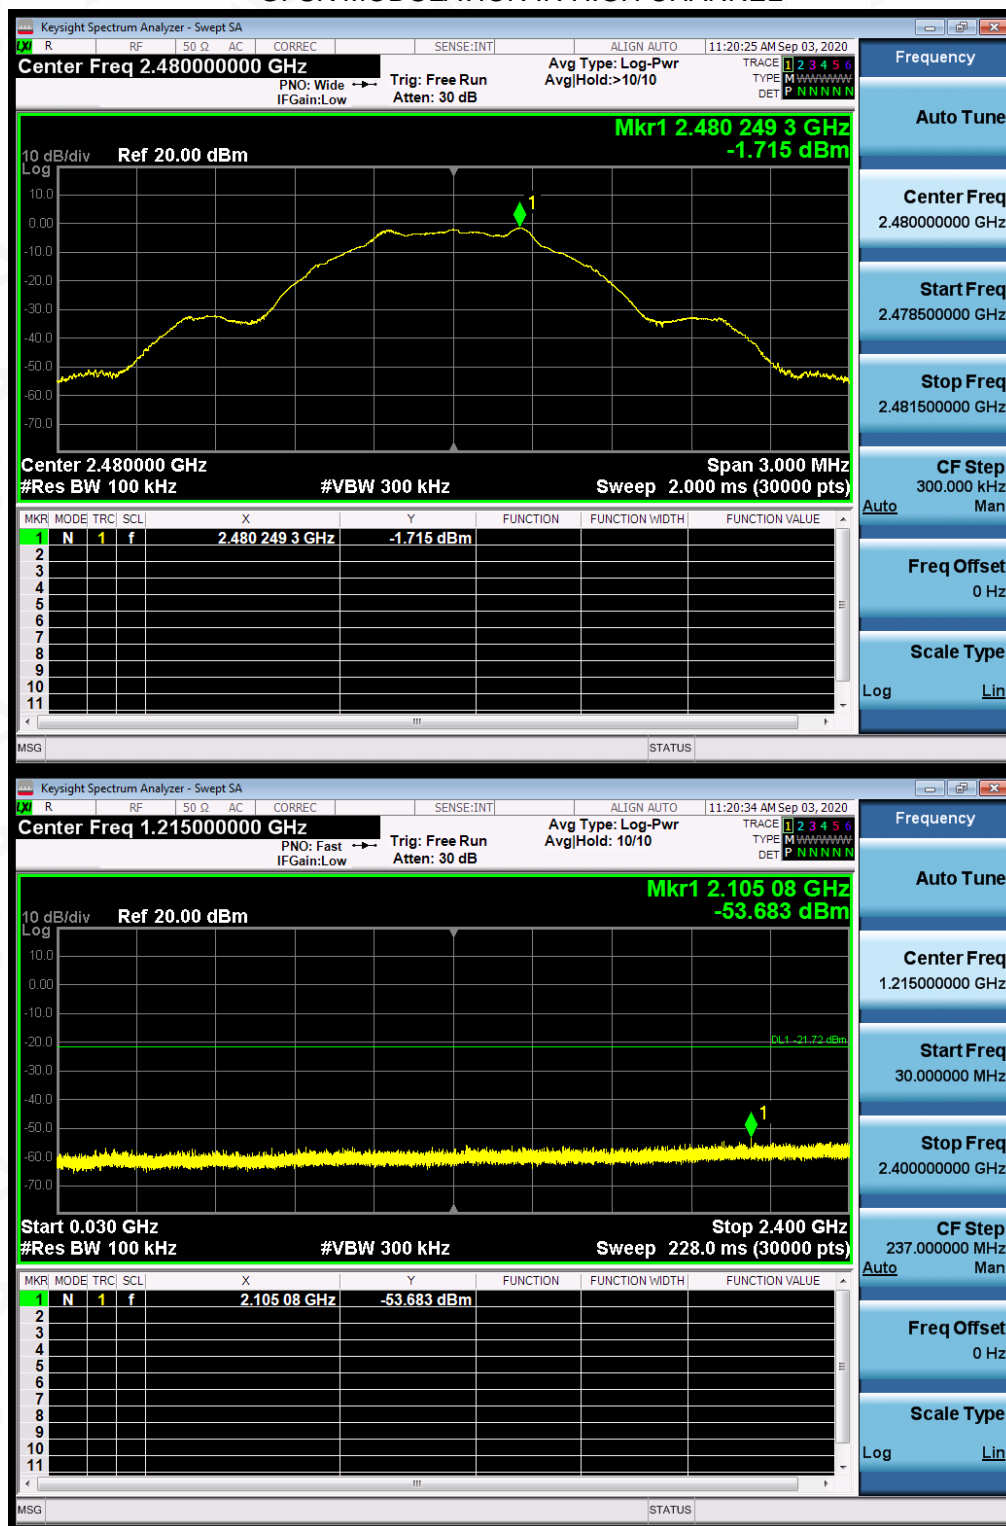 MODULATION IN HIGH CHANNEL
Keysight Spectrum Analyzer - Swept SA
LXI R RF 50 Ω AC CORREC SENSE:INT ALIGN AUTO 11:20:25 AM Sep 03, 2020
Center Freq 2.480000000 GHz
PNO: Wide
IFGain:Low
Trig: Free Run
Atten: 30 dB
Avg Type: Log-Pwr
Avg|Hold:>10/10
TRACE 1 2 3 4 5 6
TYPE M WWWWW
DET P N N N N N
Mkr1 2.480 249 3 GHz
-1.715 dBm
10 dB/div Ref 20.00 dBm
Log
10.0
0.00
-10.0
-20.0
-30.0
-40.0
-50.0
-60.0
-70.0
1
Center 2.480000 GHz Span 3.000 MHz
#Res BW 100 kHz #VBW 300 kHz Sweep 2.000 ms (30000 pts)
MKR MODE TRC SCL X Y FUNCTION FUNCTION WIDTH FUNCTION VALUE
1 N 1 f 2.480 249 3 GHz -1.715 dBm
2
3
4
5
6
7
8
9
10
11
MSG STATUS
Frequency
Auto Tune
Center Freq
2.480000000 GHz
Start Freq
2.478500000 GHz
Stop Freq
2.481500000 GHz
CF Step
300.000 kHz
Auto Man
Freq Offset
0 Hz
Scale Type
Log Lin
Keysight Spectrum Analyzer - Swept SA
LXI R RF 50 Ω AC CORREC SENSE:INT ALIGN AUTO 11:20:34 AM Sep 03, 2020
Center Freq 1.215000000 GHz
PNO: Fast
IFGain:Low
Trig: Free Run
Atten: 30 dB
Avg Type: Log-Pwr
Avg|Hold: 10/10
TRACE 1 2 3 4 5 6
TYPE M WWWWW
DET P N N N N N
Mkr1 2.105 08 GHz
-53.683 dBm
10 dB/div Ref 20.00 dBm
Log
10.0
0.00
-10.0
-20.0
-30.0
-40.0
-50.0
-60.0
-70.0
DL1 -21.72 dBm
1
Start 0.030 GHz Stop 2.400 GHz
#Res BW 100 kHz #VBW 300 kHz Sweep 228.0 ms (30000 pts)
MKR MODE TRC SCL X Y FUNCTION FUNCTION WIDTH FUNCTION VALUE
1 N 1 f 2.105 08 GHz -53.683 dBm
2
3
4
5
6
7
8
9
10
11
MSG STATUS
Frequency
Auto Tune
Center Freq
1.215000000 GHz
Start Freq
30.000000 MHz
Stop Freq
2.400000000 GHz
CF Step
237.000000 MHz
Auto Man
Freq Offset
0 Hz
Scale Type
Log Lin